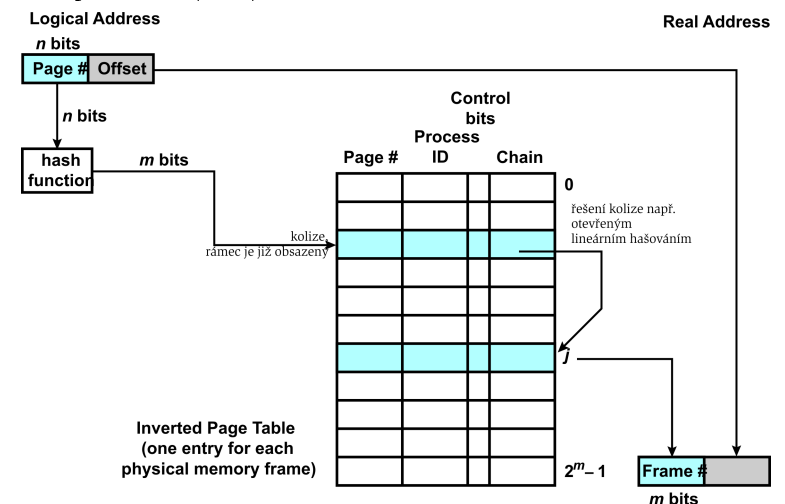 Logical Address
Real Address
n bits
Page # Offset
n bits
Control
bits
Process
Page # ID Chain
hash
function
m bits
0
řešení kolize např.
otevřeným
lineárním hašováním
kolize,
rámec je již obsazený
j
Inverted Page Table
(one entry for each
physical memory frame)
2m – 1
Frame #
m bits